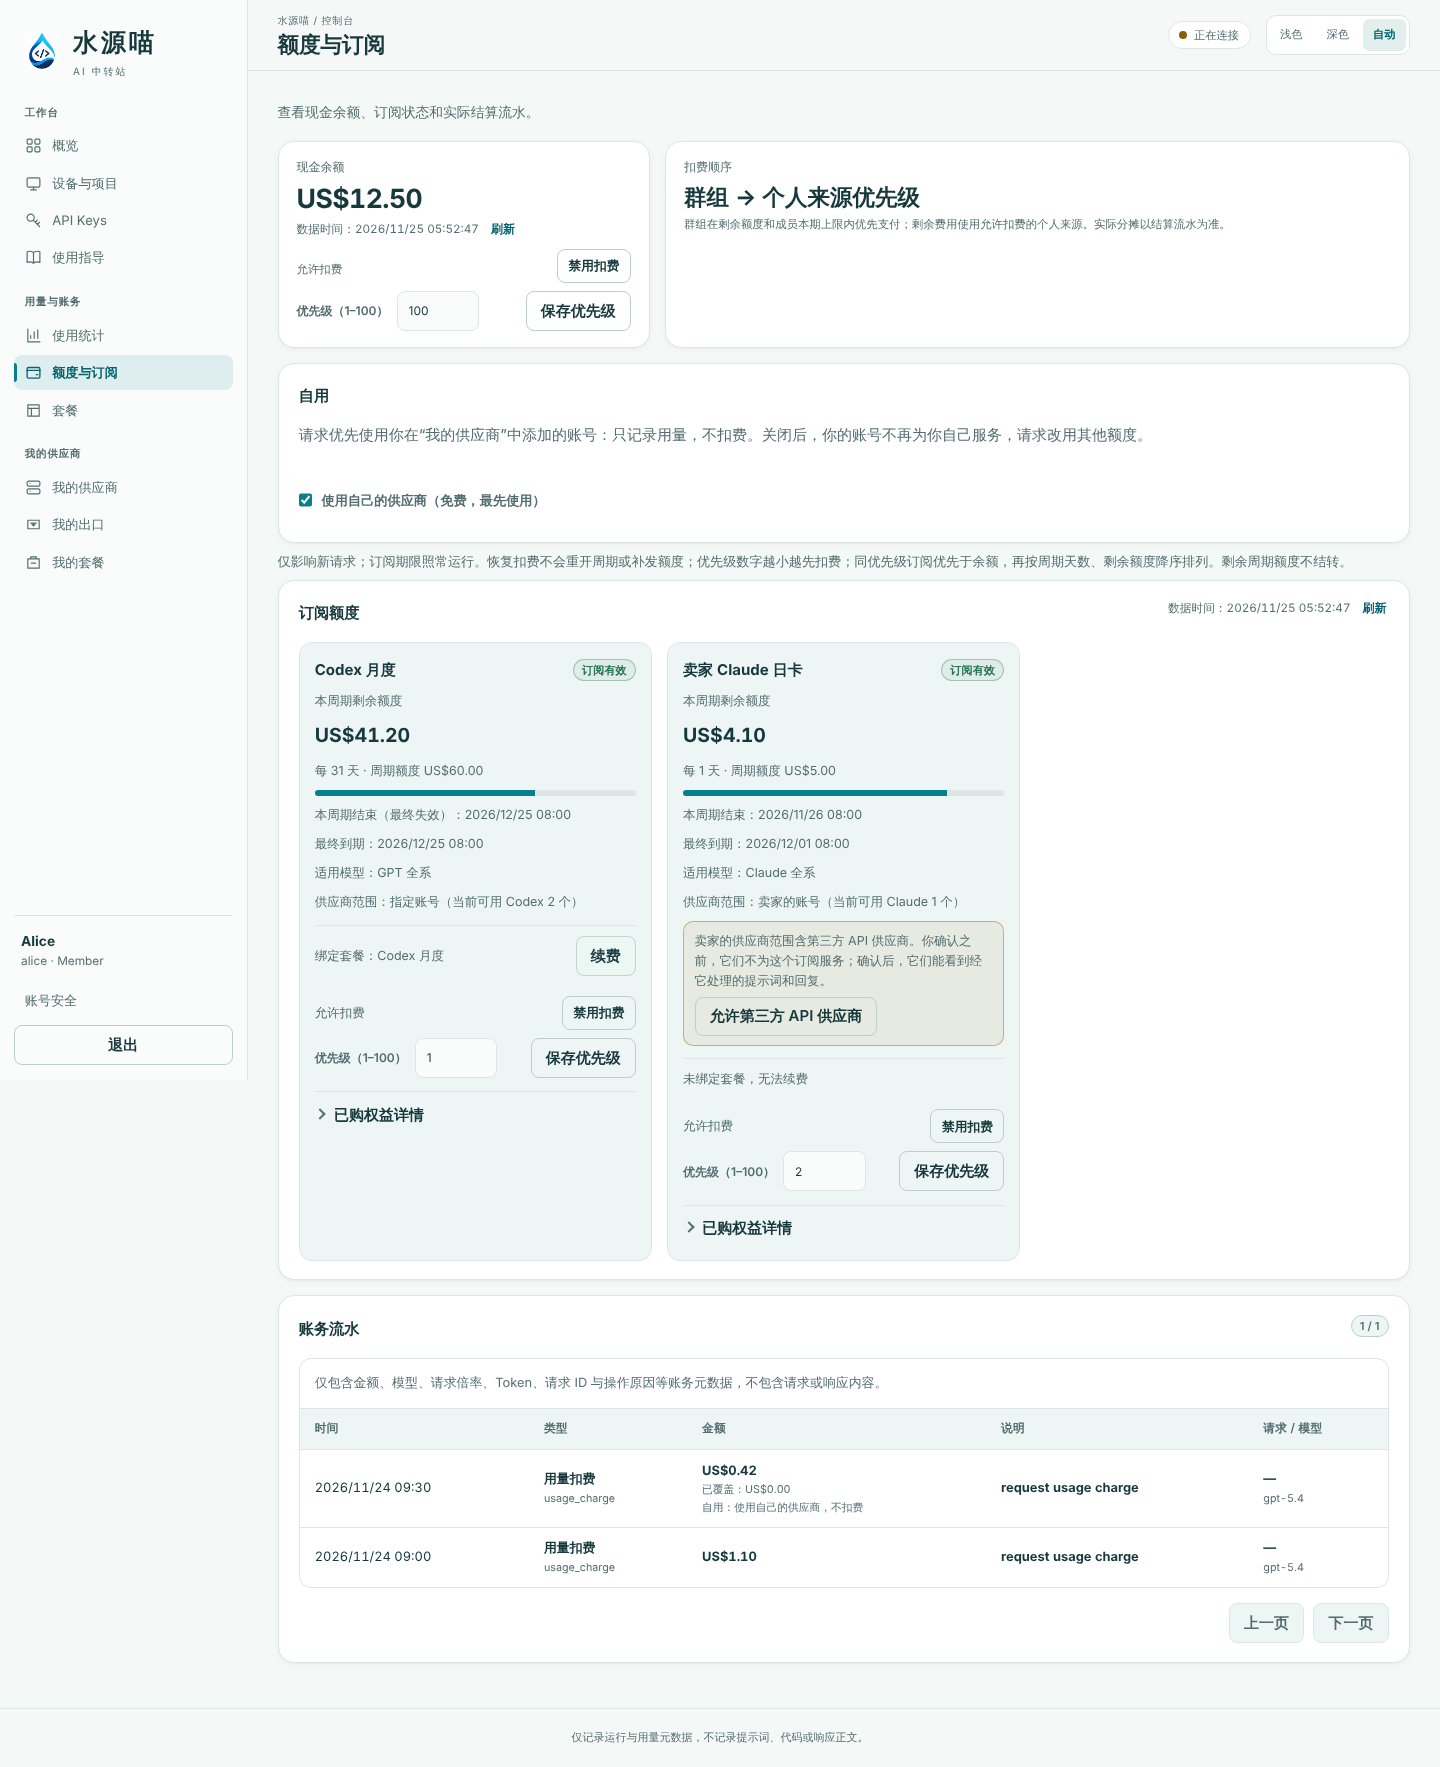 水源喵
AI 中转站
工作台
概览
设备与项目
API Keys
使用指导
用量与账务
使用统计
额度与订阅
套餐
我的供应商
我的供应商
我的出口
我的套餐
Alice
alice · Member
账号安全
退出
水源喵 / 控制台
额度与订阅
正在连接
浅色 深色 自动
查看现金余额、订阅状态和实际结算流水。
现金余额
US$12.50
数据时间：2026/11/25 05:52:47 刷新
允许扣费 禁用扣费
优先级（1–100） 100 保存优先级
扣费顺序
群组 → 个人来源优先级
群组在剩余额度和成员本期上限内优先支付；剩余费用使用允许扣费的个人来源。实际分摊以结算流水为准。
自用
请求优先使用你在“我的供应商”中添加的账号：只记录用量，不扣费。关闭后，你的账号不再为你自己服务，请求改用其他额度。
使用自己的供应商（免费，最先使用）
仅影响新请求；订阅期限照常运行。恢复扣费不会重开周期或补发额度；优先级数字越小越先扣费；同优先级订阅优先于余额，再按周期天数、剩余额度降序排列。剩余周期额度不结转。
订阅额度
数据时间：2026/11/25 05:52:47 刷新
Codex 月度 订阅有效
本周期剩余额度
US$41.20
每 31 天 · 周期额度 US$60.00
本周期结束（最终失效）：2026/12/25 08:00
最终到期：2026/12/25 08:00
适用模型：GPT 全系
供应商范围：指定账号（当前可用 Codex 2 个）
绑定套餐：Codex 月度 续费
允许扣费 禁用扣费
优先级（1–100） 1 保存优先级
已购权益详情
卖家 Claude 日卡 订阅有效
本周期剩余额度
US$4.10
每 1 天 · 周期额度 US$5.00
本周期结束：2026/11/26 08:00
最终到期：2026/12/01 08:00
适用模型：Claude 全系
供应商范围：卖家的账号（当前可用 Claude 1 个）
卖家的供应商范围含第三方 API 供应商。你确认之
前，它们不为这个订阅服务；确认后，它们能看到经
它处理的提示词和回复。
允许第三方 API 供应商
未绑定套餐，无法续费
允许扣费 禁用扣费
优先级（1–100） 2 保存优先级
已购权益详情
账务流水
1 / 1
仅包含金额、模型、请求倍率、Token、请求 ID 与操作原因等账务元数据，不包含请求或响应内容。
时间 类型 金额 说明 请求 / 模型
2026/11/24 09:30
用量扣费
usage_charge
US$0.42
已覆盖：US$0.00
自用：使用自己的供应商，不扣费
request usage charge
—
gpt-5.4
2026/11/24 09:00
用量扣费
usage_charge
US$1.10
request usage charge
—
gpt-5.4
上一页 下一页
仅记录运行与用量元数据，不记录提示词、代码或响应正文。